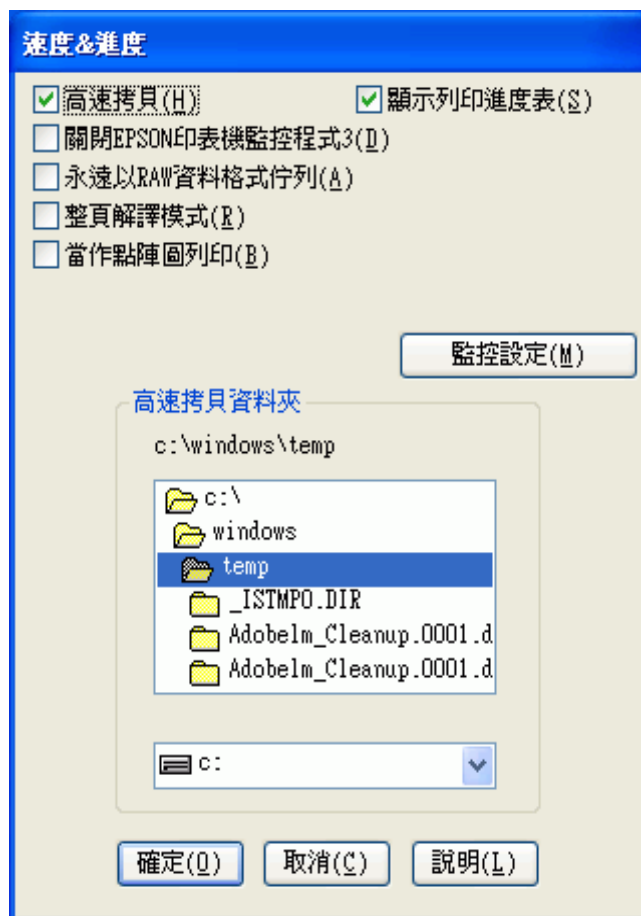 速度&進度
高速拷貝(H) 顯示列印進度表(S)
關閉EPSON印表機監控程式3(D)
永遠以RAW資料格式佇列(A)
整頁解譯模式(R)
當作點陣圖列印(B)
監控設定(M)
高速拷貝資料夾
c:\windows\temp
c:\
windows
temp
_ISTMP0.DIR
Adobelm_Cleanup.0001.d
Adobelm_Cleanup.0001.d
c:
確定(O) 取消(C) 說明(L)